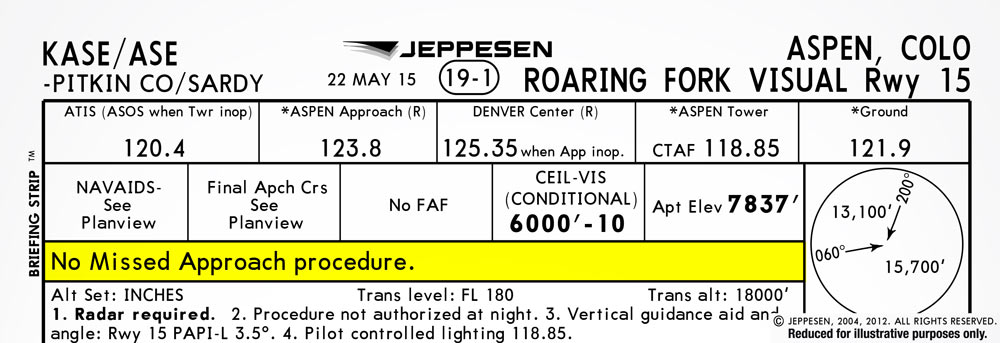 KASE/ASE
-PITKIN CO/SARDY
JEPPESEN
22 MAY 15
19-1
ASPEN, COLO
ROARING FORK VISUAL Rwy 15
BRIEFING STRIP ™
ATIS (ASOS when Twr inop)
120.4
*ASPEN Approach (R)
123.8
DENVER Center (R)
125.35 when App inop.
*ASPEN Tower
CTAF 118.85
*Ground
121.9
NAVAIDS-
See
Planview
Final Apch Crs
See
Planview
No FAF
CEIL-VIS
(CONDITIONAL)
6000'-10
Apt Elev 7837'
200°
13,100'
060°
15,700'
No Missed Approach procedure.
Alt Set: INCHES
Trans level: FL 180
Trans alt: 18000'
1. Radar required. 2. Procedure not authorized at night. 3. Vertical guidance aid and
angle: Rwy 15 PAPI-L 3.5°. 4. Pilot controlled lighting 118.85.
© JEPPESEN, 2004, 2012. ALL RIGHTS RESERVED.
Reduced for illustrative purposes only.